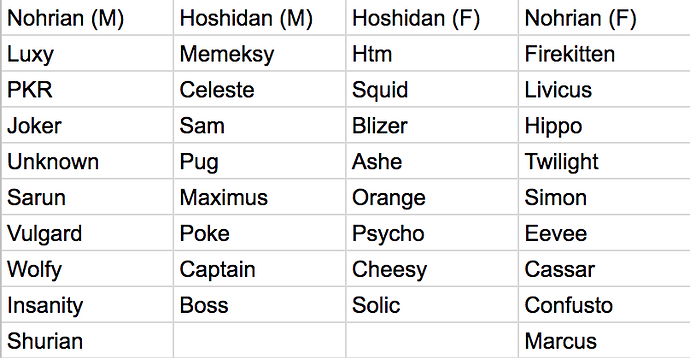 Nohrian (M) Hoshidan (M) Hoshidan (F) Nohrian (F)
Luxy Memeksy Htm Firekitten
PKR Celeste Squid Livicus
Joker Sam Blizer Hippo
Unknown Pug Ashe Twilight
Sarun Maximus Orange Simon
Vulgard Poke Psycho Eevee
Wolfy Captain Cheesy Cassar
Insanity Boss Solic Confusto
Shurian Marcus